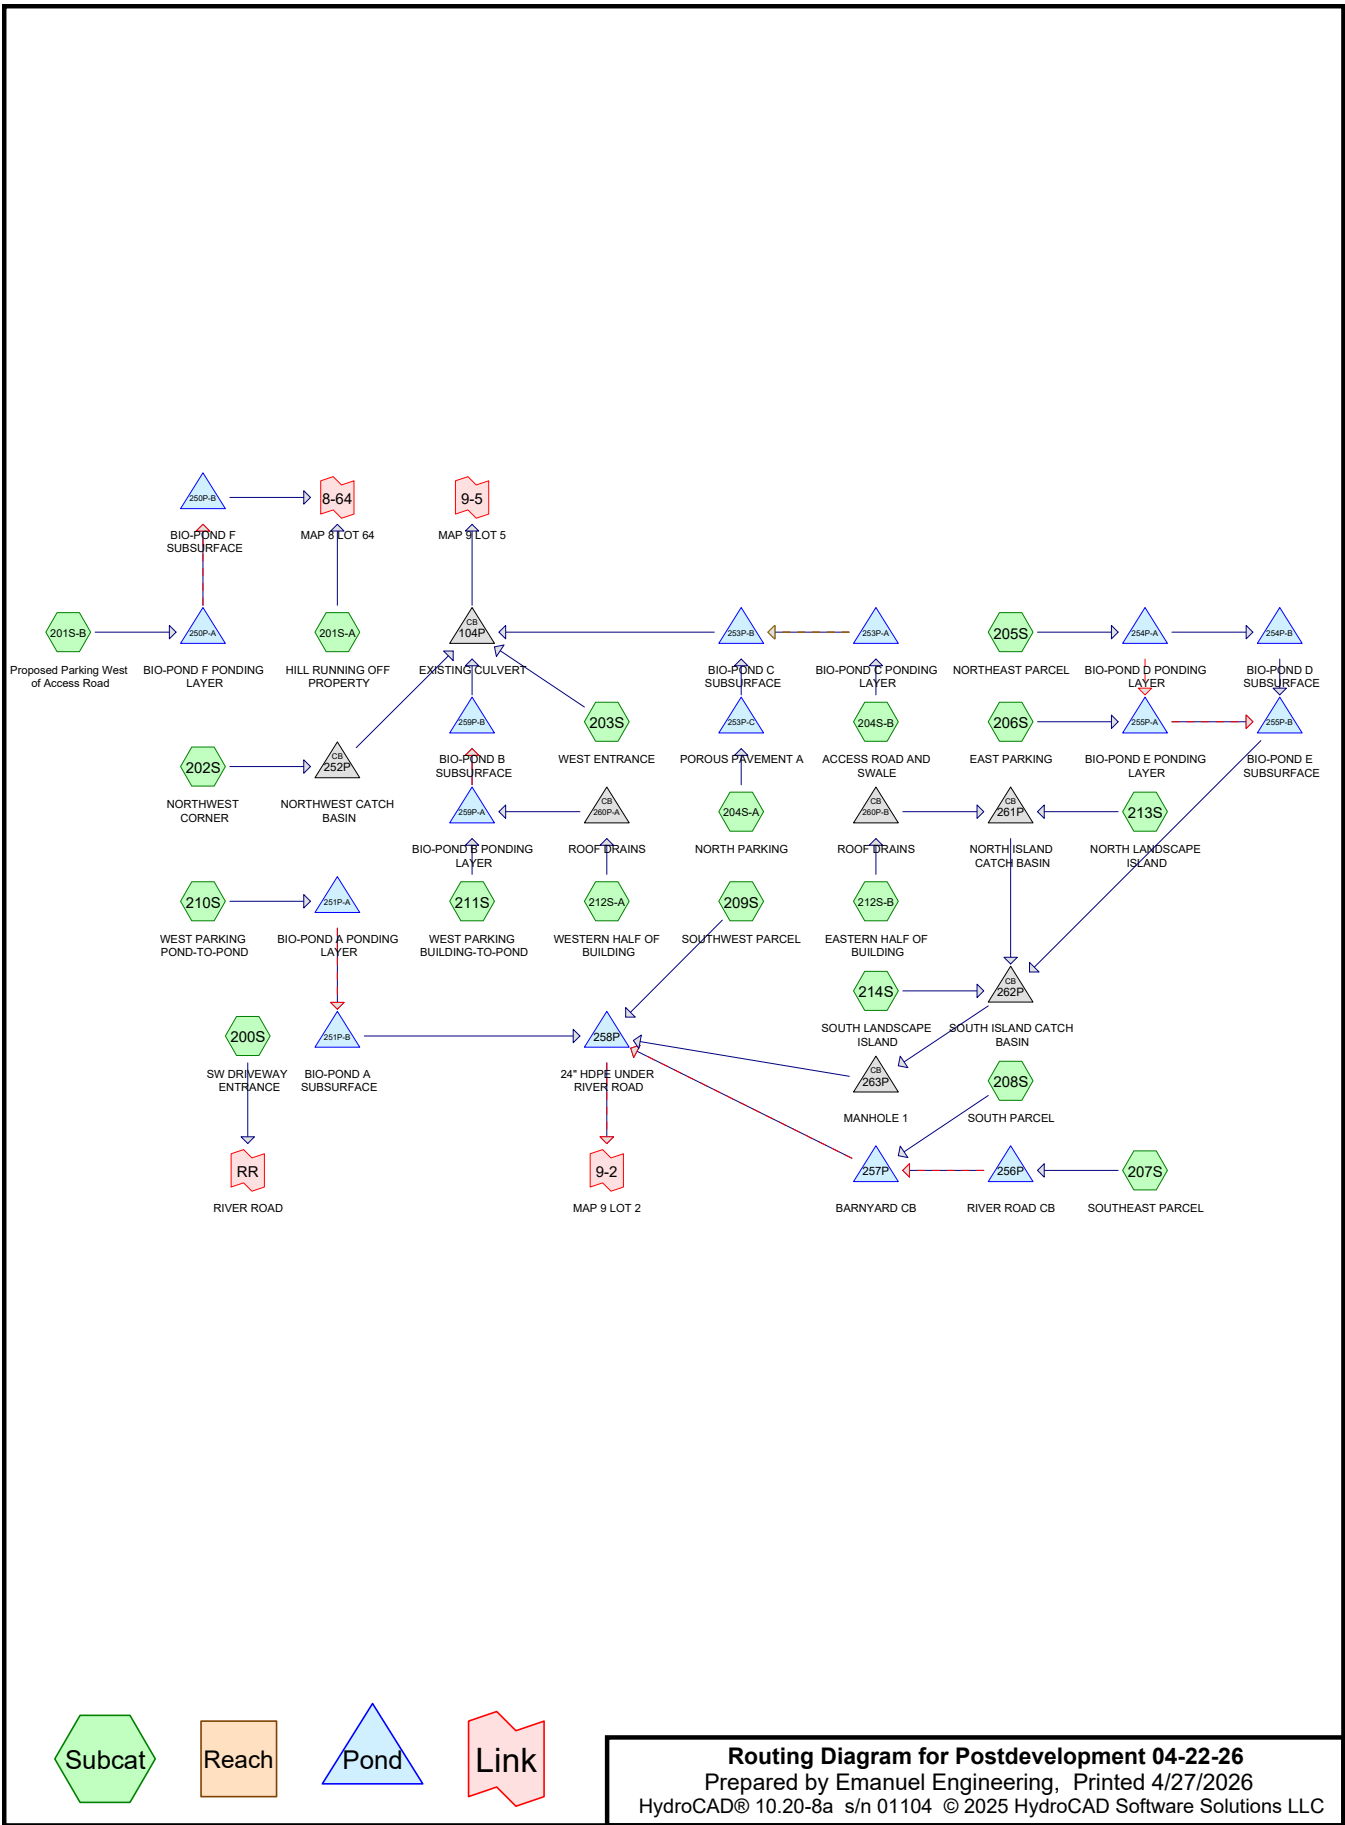 250P-B
BIO-POND F
SUBSURFACE
8-64
MAP 8 LOT 64
9-5
MAP 9 LOT 5
201S-B
Proposed Parking West
of Access Road
250P-A
BIO-POND F PONDING
LAYER
201S-A
HILL RUNNING OFF
PROPERTY
CB
104P
EXISTING CULVERT
253P-B
BIO-POND C
SUBSURFACE
253P-A
BIO-POND C PONDING
LAYER
205S
NORTHEAST PARCEL
254P-A
BIO-POND D PONDING
LAYER
254P-B
BIO-POND D
SUBSURFACE
259P-B
BIO-POND B
SUBSURFACE
203S
WEST ENTRANCE
253P-C
POROUS PAVEMENT A
204S-B
ACCESS ROAD AND
SWALE
206S
EAST PARKING
255P-A
BIO-POND E PONDING
LAYER
255P-B
BIO-POND E
SUBSURFACE
202S
NORTHWEST
CORNER
CB
252P
NORTHWEST CATCH
BASIN
259P-A
BIO-POND B PONDING
LAYER
CB
260P-A
ROOF DRAINS
204S-A
NORTH PARKING
CB
260P-B
ROOF DRAINS
CB
261P
NORTH ISLAND
CATCH BASIN
213S
NORTH LANDSCAPE
ISLAND
210S
WEST PARKING
POND-TO-POND
251P-A
BIO-POND A PONDING
LAYER
211S
WEST PARKING
BUILDING-TO-POND
212S-A
WESTERN HALF OF
BUILDING
209S
SOUTHWEST PARCEL
212S-B
EASTERN HALF OF
BUILDING
214S
SOUTH LANDSCAPE
ISLAND
CB
262P
SOUTH ISLAND CATCH
BASIN
200S
SW DRIVEWAY
ENTRANCE
251P-B
BIO-POND A
SUBSURFACE
258P
24" HDPE UNDER
RIVER ROAD
CB
263P
MANHOLE 1
208S
SOUTH PARCEL
RR
RIVER ROAD
9-2
MAP 9 LOT 2
257P
BARNYARD CB
256P
RIVER ROAD CB
207S
SOUTHEAST PARCEL
Subcat
Reach
Pond
Link
Routing Diagram for Postdevelopment 04-22-26
Prepared by Emanuel Engineering, Printed 4/27/2026
HydroCAD® 10.20-8a s/n 01104 © 2025 HydroCAD Software Solutions LLC